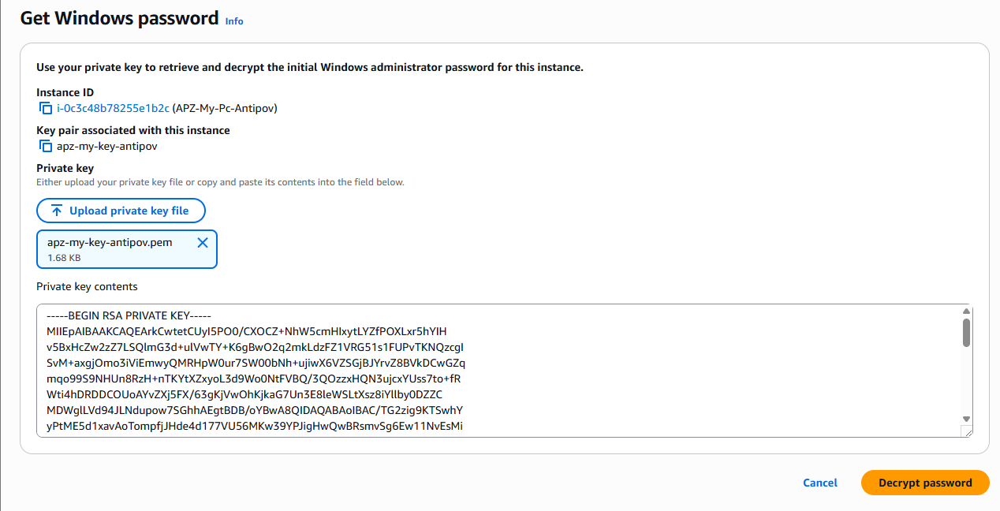 Get Windows password Info
Use your private key to retrieve and decrypt the initial Windows administrator password for this instance.
Instance ID
i-0c3c48b78255e1b2c (APZ-My-Pc-Antipov)
Key pair associated with this instance
apz-my-key-antipov
Private key
Either upload your private key file or copy and paste its contents into the field below.
Upload private key file
apz-my-key-antipov.pem
1.68 KB
Private key contents
-----BEGIN RSA PRIVATE KEY-----
MIIEpAIBAAKCAQEArkCwtetCUyI5PO0/CXOCZ+NhW5cmHIxytLYZfPOXLxr5hYIH
v5BxHcZw2zZ7LSQlmG3d+ulVwTY+K6gBwO2q2mkLdzFZ1VRG51s1FUPvTKNQzcgI
SvM+axgjOmo3iViEmwyQMRHpW0ur7SW00bNh+ujiwX6VZSGjBJYrvZ8BVkDCwGZq
mqo99S9NHUn8RzH+nTKYtXZxyoL3d9Wo0NtFVBQ/3QOzzxHQN3ujcxYUss7to+fR
Wti4hDRDDCOUoAYvZXj5FX/63gKjVwOhKjkaG7Un3E8leWSLtXsz8iYllby0DZZC
MDWglLVd94JLNdupow7SGhhAEgtBDB/oYBwA8QIDAQABAoIBAC/TG2zig9KTSwhY
yPtME5d1xavAoTompfjJHde4d177VU56MKw39YPJigHwQwBRsmvSg6Ew11NvEsMi
Cancel
Decrypt password